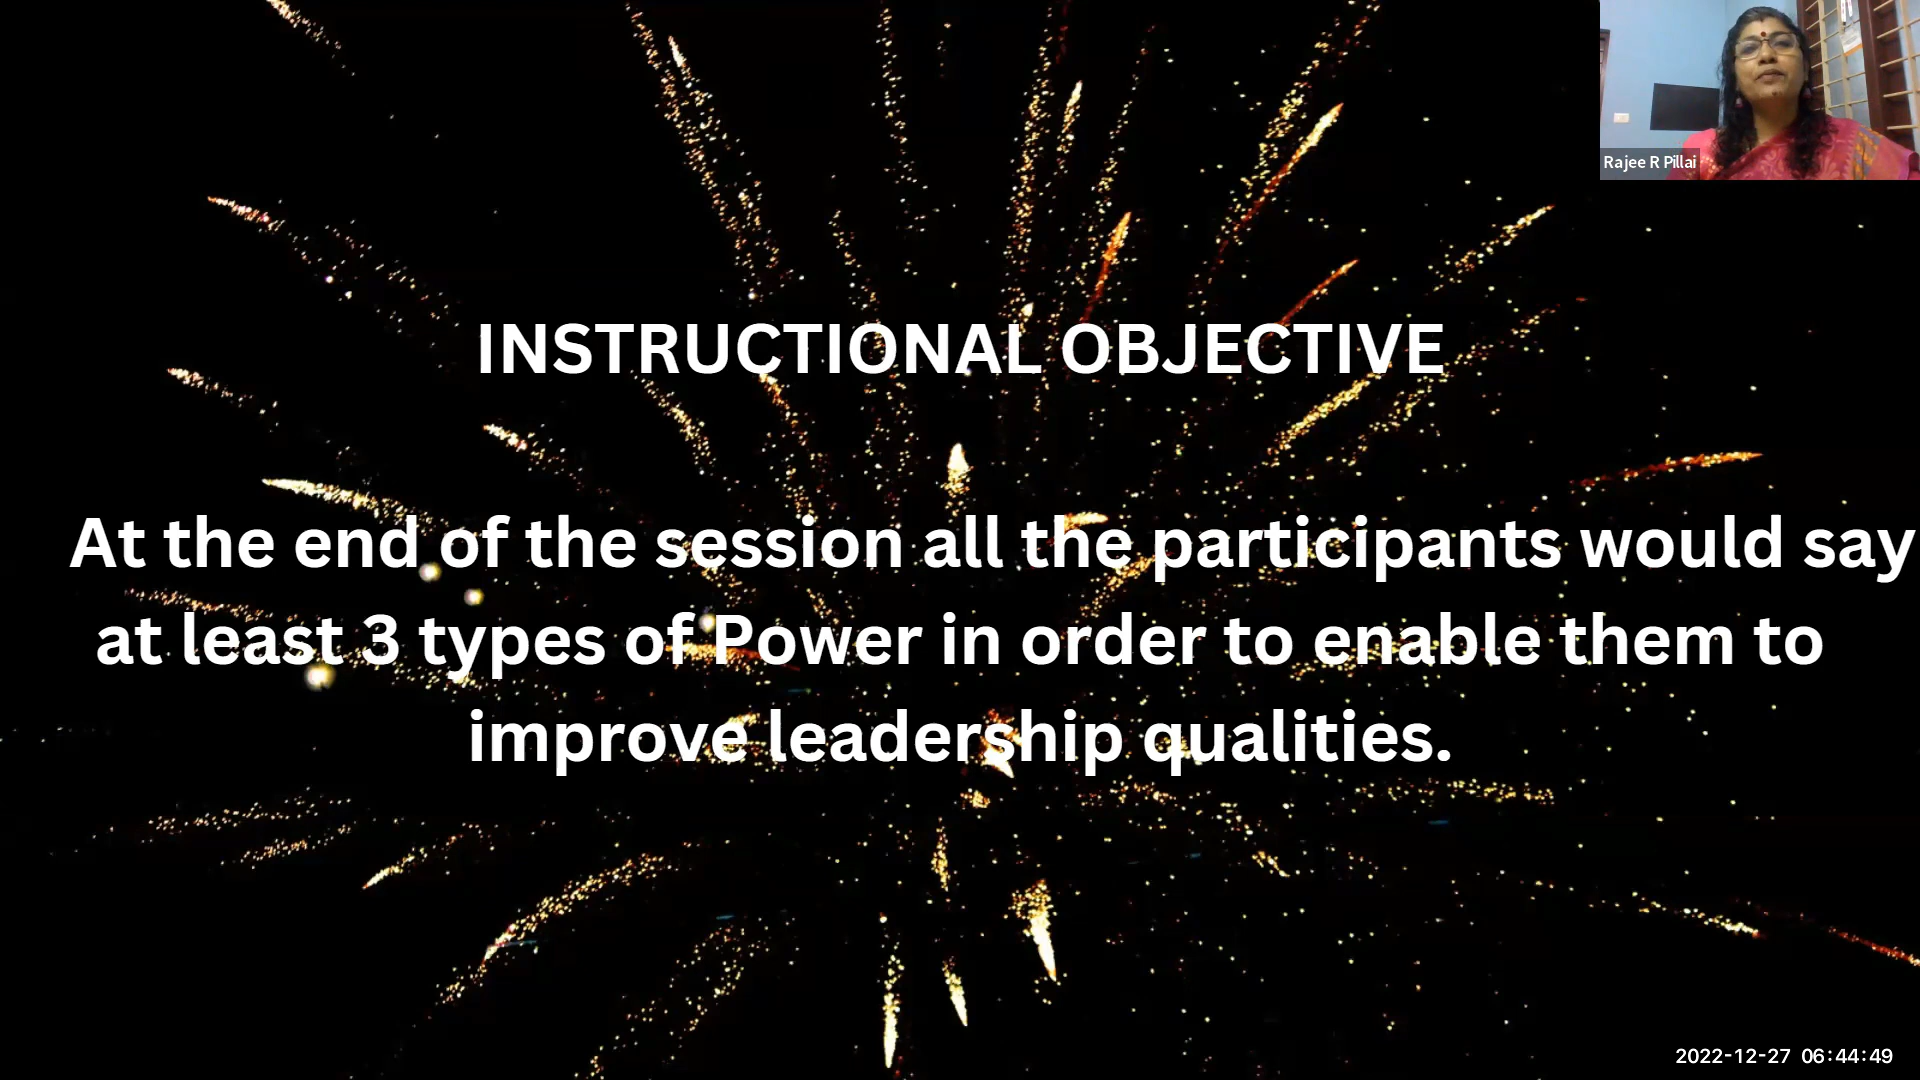 Rajee R Pillai
INSTRUCTIONAL OBJECTIVE
At the end of the session all the participants would say
at least 3 types of Power in order to enable them to
improve leadership qualities.
2022-12-27 06:44:49